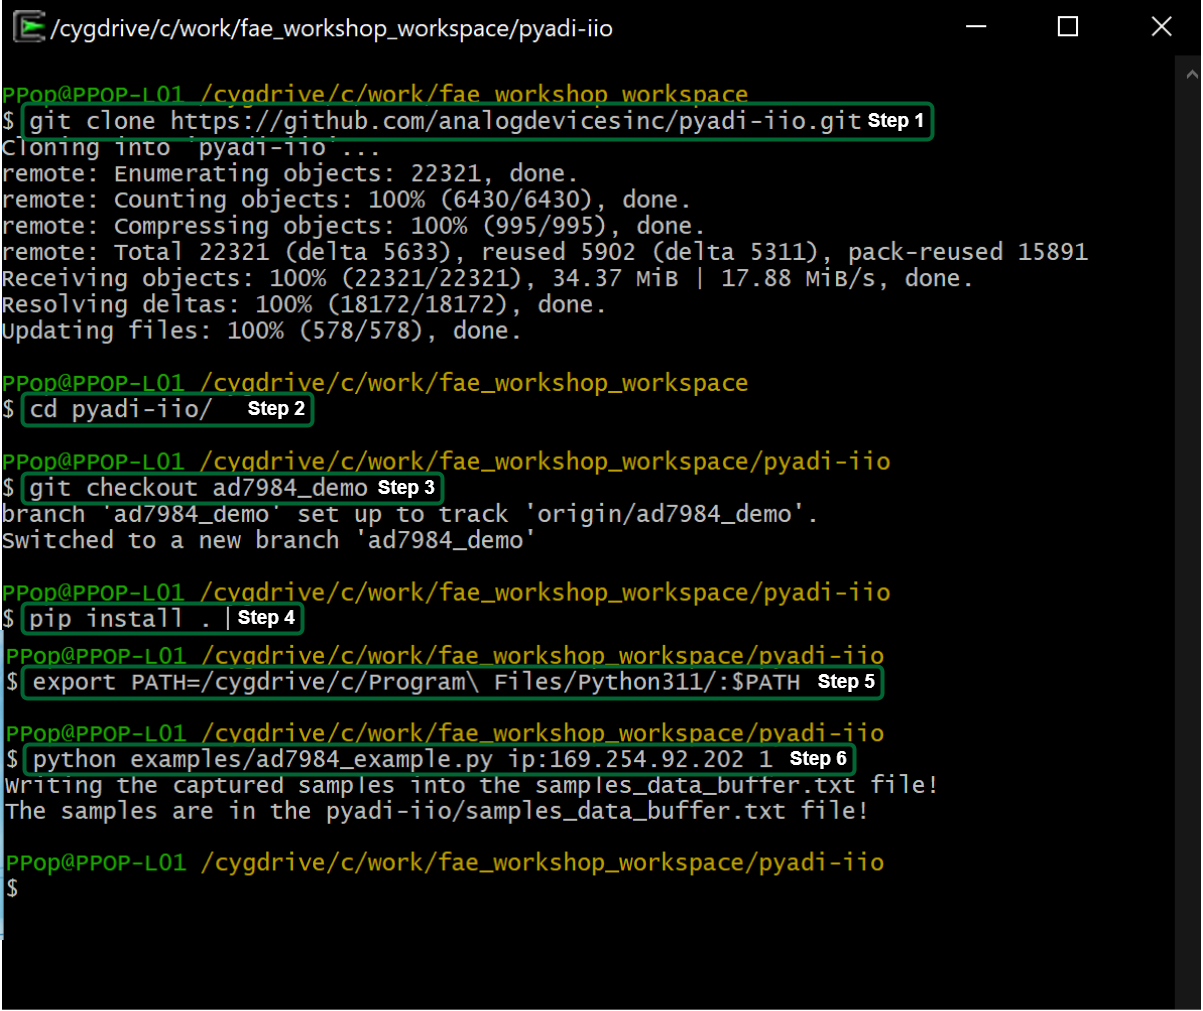 /cygdrive/c/work/fae_workshop_workspace/pyadi-iio
PPop@PPOP-L01 /cygdrive/c/work/fae_workshop_workspace
$ git clone https://github.com/analogdevicesinc/pyadi-iio.git Step 1
Cloning into 'pyadi-iio'...
remote: Enumerating objects: 22321, done.
remote: Counting objects: 100% (6430/6430), done.
remote: Compressing objects: 100% (995/995), done.
remote: Total 22321 (delta 5633), reused 5902 (delta 5311), pack-reused 15891
Receiving objects: 100% (22321/22321), 34.37 MiB | 17.88 MiB/s, done.
Resolving deltas: 100% (18172/18172), done.
Updating files: 100% (578/578), done.
PPop@PPOP-L01 /cygdrive/c/work/fae_workshop_workspace
$ cd pyadi-iio/ Step 2
PPop@PPOP-L01 /cygdrive/c/work/fae_workshop_workspace/pyadi-iio
$ git checkout ad7984_demo Step 3
branch 'ad7984_demo' set up to track 'origin/ad7984_demo'.
Switched to a new branch 'ad7984_demo'
PPop@PPOP-L01 /cygdrive/c/work/fae_workshop_workspace/pyadi-iio
$ pip install . Step 4
PPop@PPOP-L01 /cygdrive/c/work/fae_workshop_workspace/pyadi-iio
$ export PATH=/cygdrive/c/Program\ Files/Python311/:$PATH Step 5
PPop@PPOP-L01 /cygdrive/c/work/fae_workshop_workspace/pyadi-iio
$ python examples/ad7984_example.py ip:169.254.92.202 1 Step 6
Writing the captured samples into the samples_data_buffer.txt file!
The samples are in the pyadi-iio/samples_data_buffer.txt file!
PPop@PPOP-L01 /cygdrive/c/work/fae_workshop_workspace/pyadi-iio
$